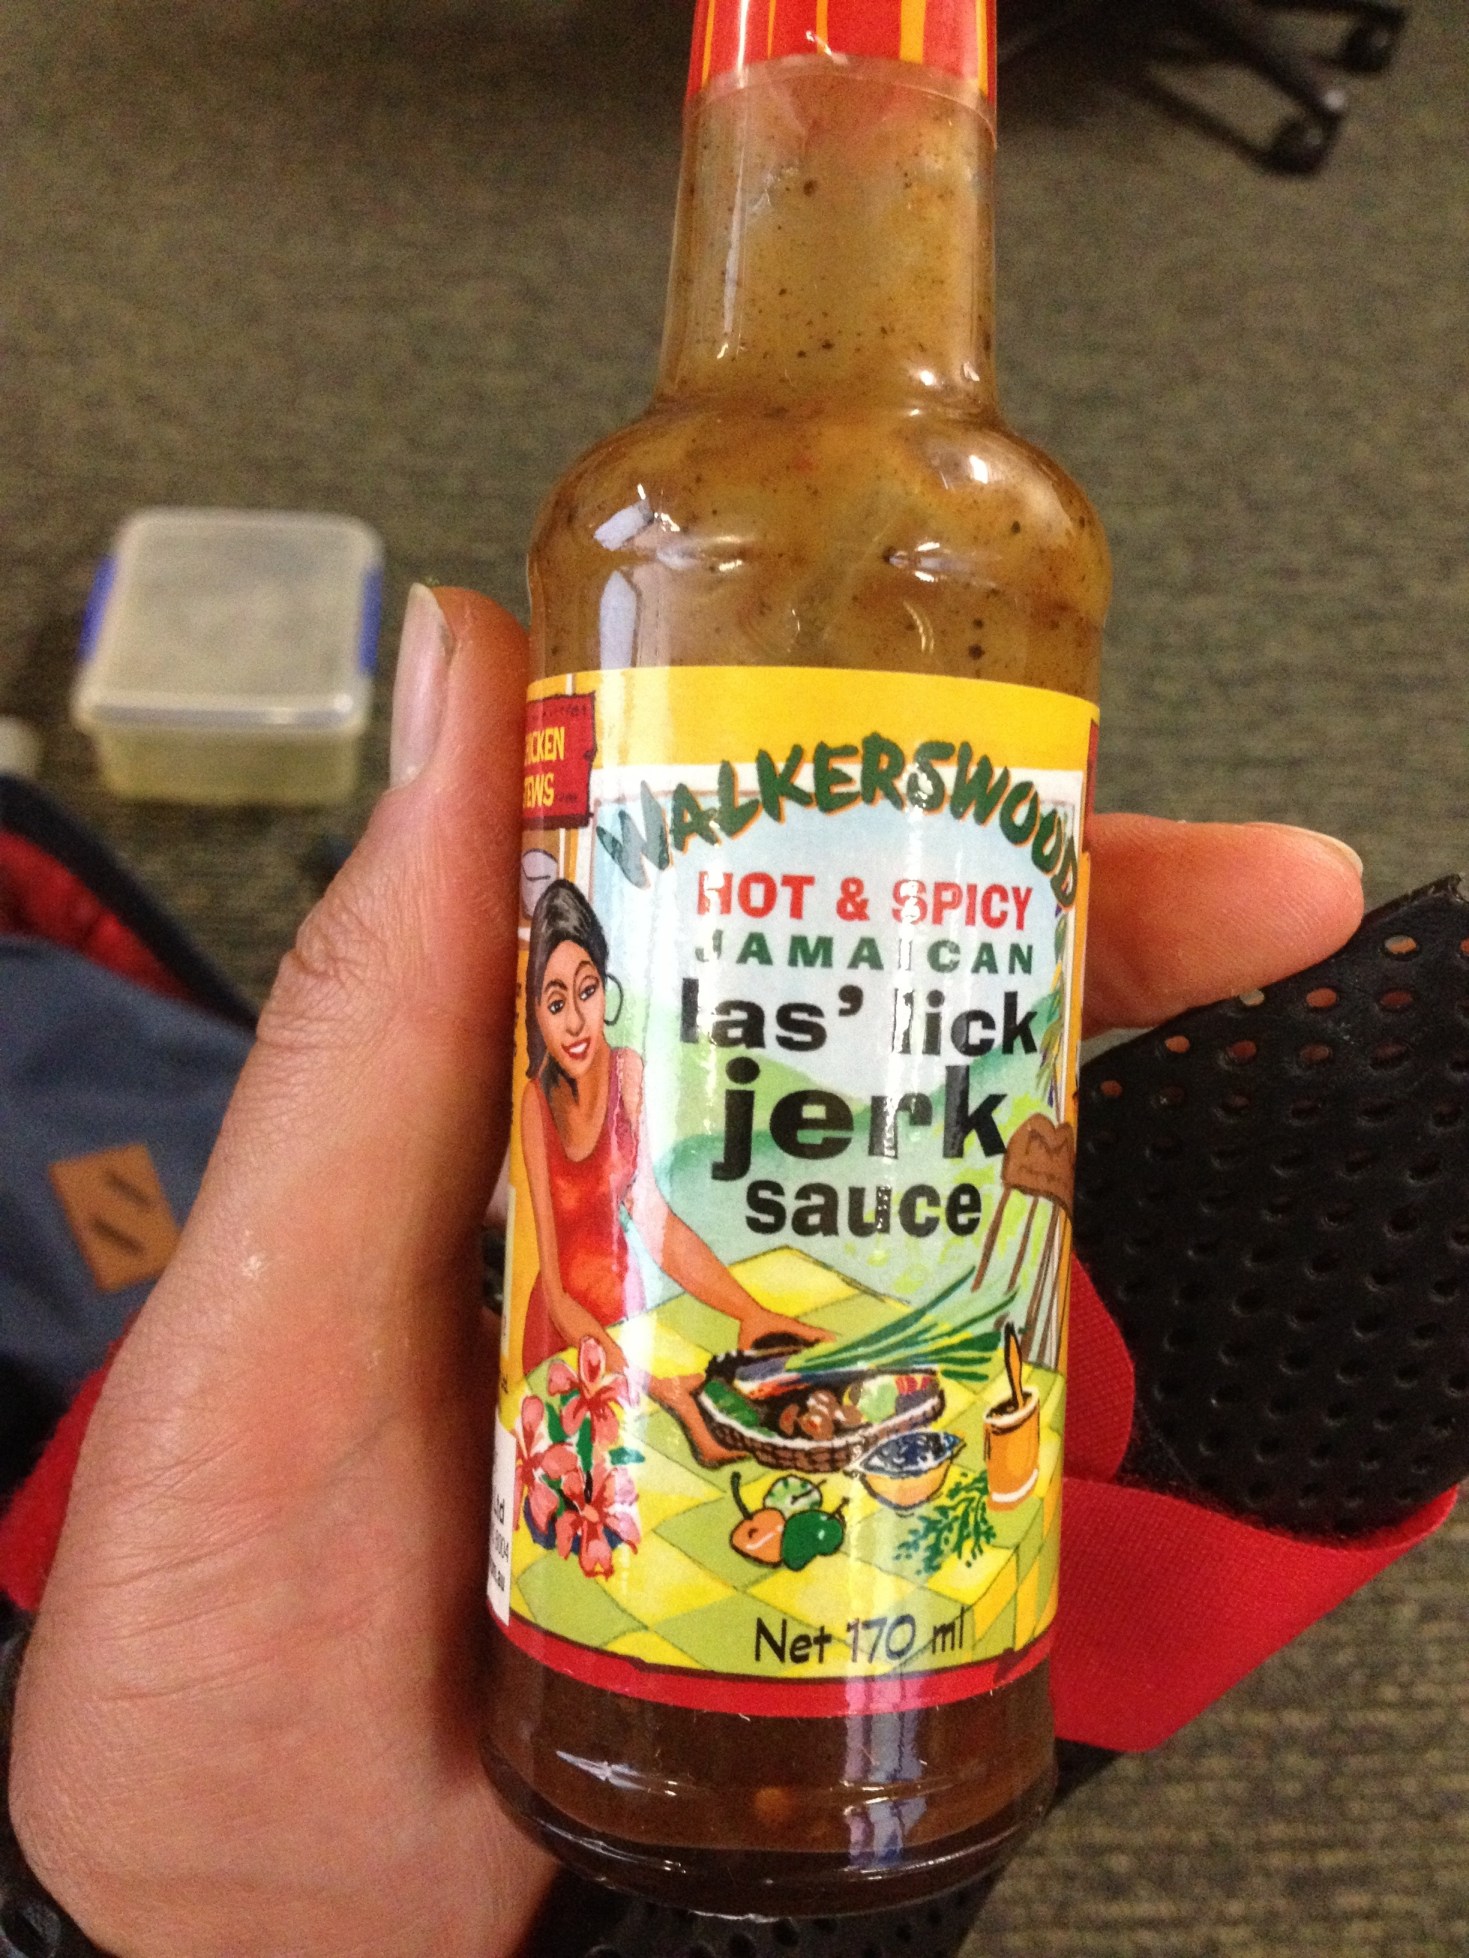 WALKERSWOOD
HOT & SPICY
JAMAICAN
las' lick
jerk
sauce
Net 170 ml